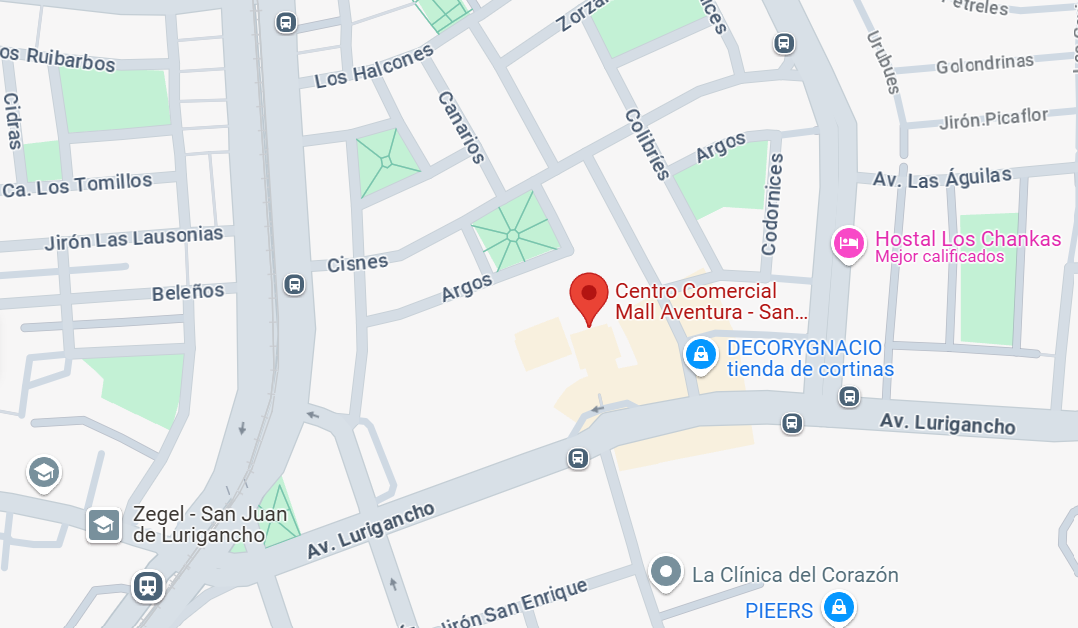 Petreles
Zorza
os Ruibarbos
Los Halcones
Urubues
Golondrinas
Cidras
Canarios
Colibríes
Jirón Picaflor
Argos
Ca. Los Tomillos
Av. Las Águilas
Codornices
Jirón Las Lausonias
Hostal Los Chankas
Mejor calificados
Cisnes
Beleños
Argos
Centro Comercial
Mall Aventura - San...
DECORYGNACIO
tienda de cortinas
Av. Lurigancho
Zegel - San Juan
de Lurigancho
Av. Lurigancho
La Clínica del Corazón
Jirón San Enrique
PIEERS